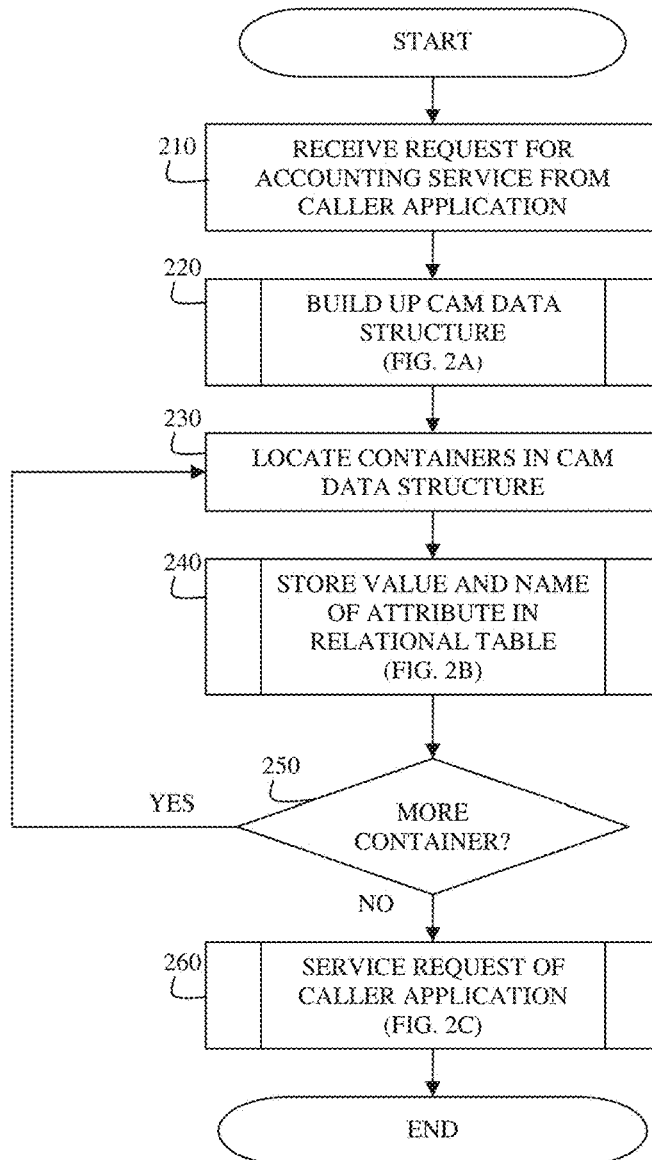 START
210
RECEIVE REQUEST FOR
ACCOUNTING SERVICE FROM
CALLER APPLICATION
220
BUILD UP CAM DATA
STRUCTURE
(FIG. 2A)
230
LOCATE CONTAINERS IN CAM
DATA STRUCTURE
240
STORE VALUE AND NAME
OF ATTRIBUTE IN
RELATIONAL TABLE
(FIG. 2B)
250
YES
MORE
CONTAINER?
NO
260
SERVICE REQUEST OF
CALLER APPLICATION
(FIG. 2C)
END